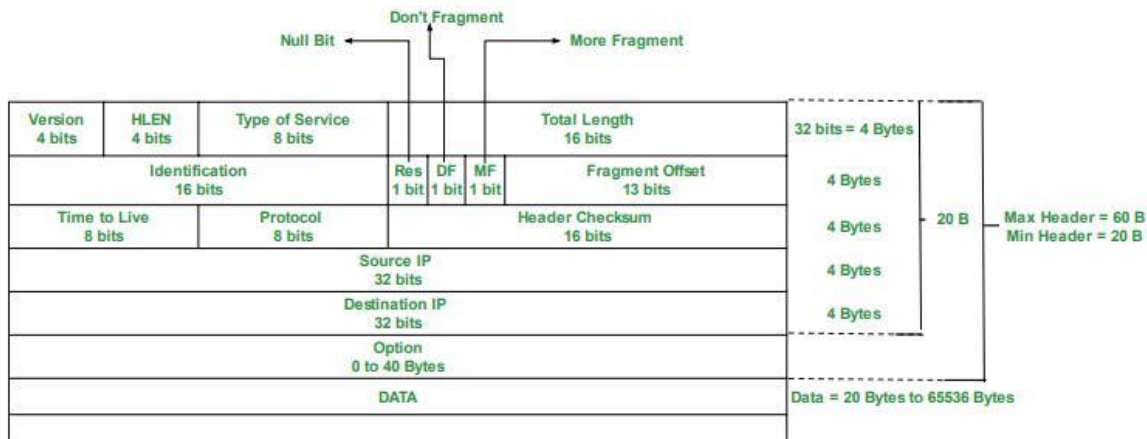 Don't Fragment
Null Bit
More Fragment
Version
4 bits
HLEN
4 bits
Type of Service
8 bits
Total Length
16 bits
32 bits = 4 Bytes
Identification
16 bits
Res
1 bit
DF
1 bit
MF
1 bit
Fragment Offset
13 bits
4 Bytes
Time to Live
8 bits
Protocol
8 bits
Header Checksum
16 bits
4 Bytes
20 B
Max Header = 60 B
Min Header = 20 B
Source IP
32 bits
4 Bytes
Destination IP
32 bits
4 Bytes
Option
0 to 40 Bytes
DATA
Data = 20 Bytes to 65536 Bytes